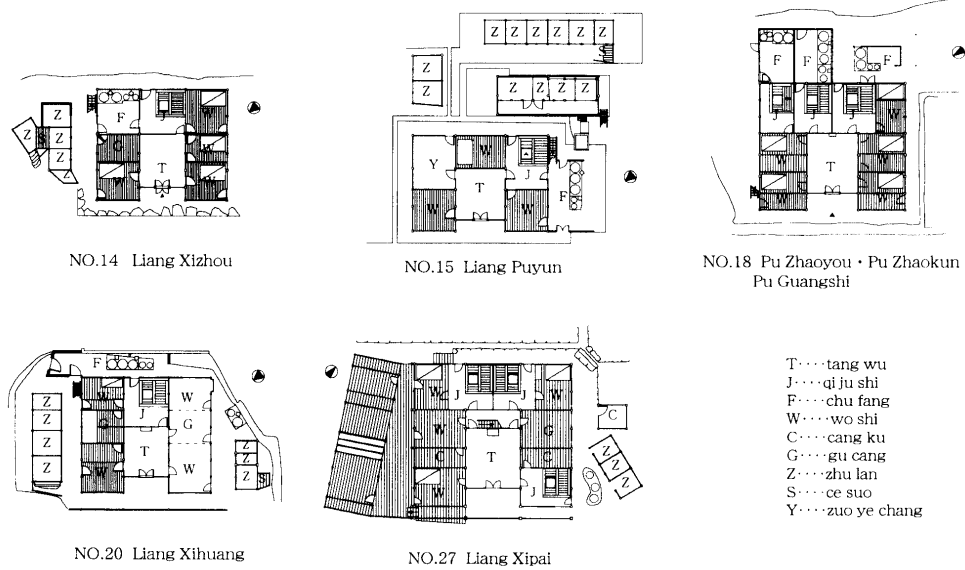 Z Z Z Z Z Z
S
Z
Z
Z Z Z Z
F F F
J J J W
W W
T
W W
Z S Z
Z
Z
F J W
G W
T
W W
Y W J
T F
W W
NO.14 Liang Xizhou
NO.15 Liang Puyun
NO.18 Pu Zhaoyou・Pu Zhaokun
Pu Guangshi
F
Z
Z
Z
Z
W J W
G G
T
W W
Z
Z
Z S
W J J W
W G
C T G
W J
C
Z
Z
Z
T････tang wu
J････qi ju shi
F････chu fang
W････wo shi
C････cang ku
G････gu cang
Z････zhu lan
S････ce suo
Y････zuo ye chang
NO.20 Liang Xihuang
NO.27 Liang Xipai